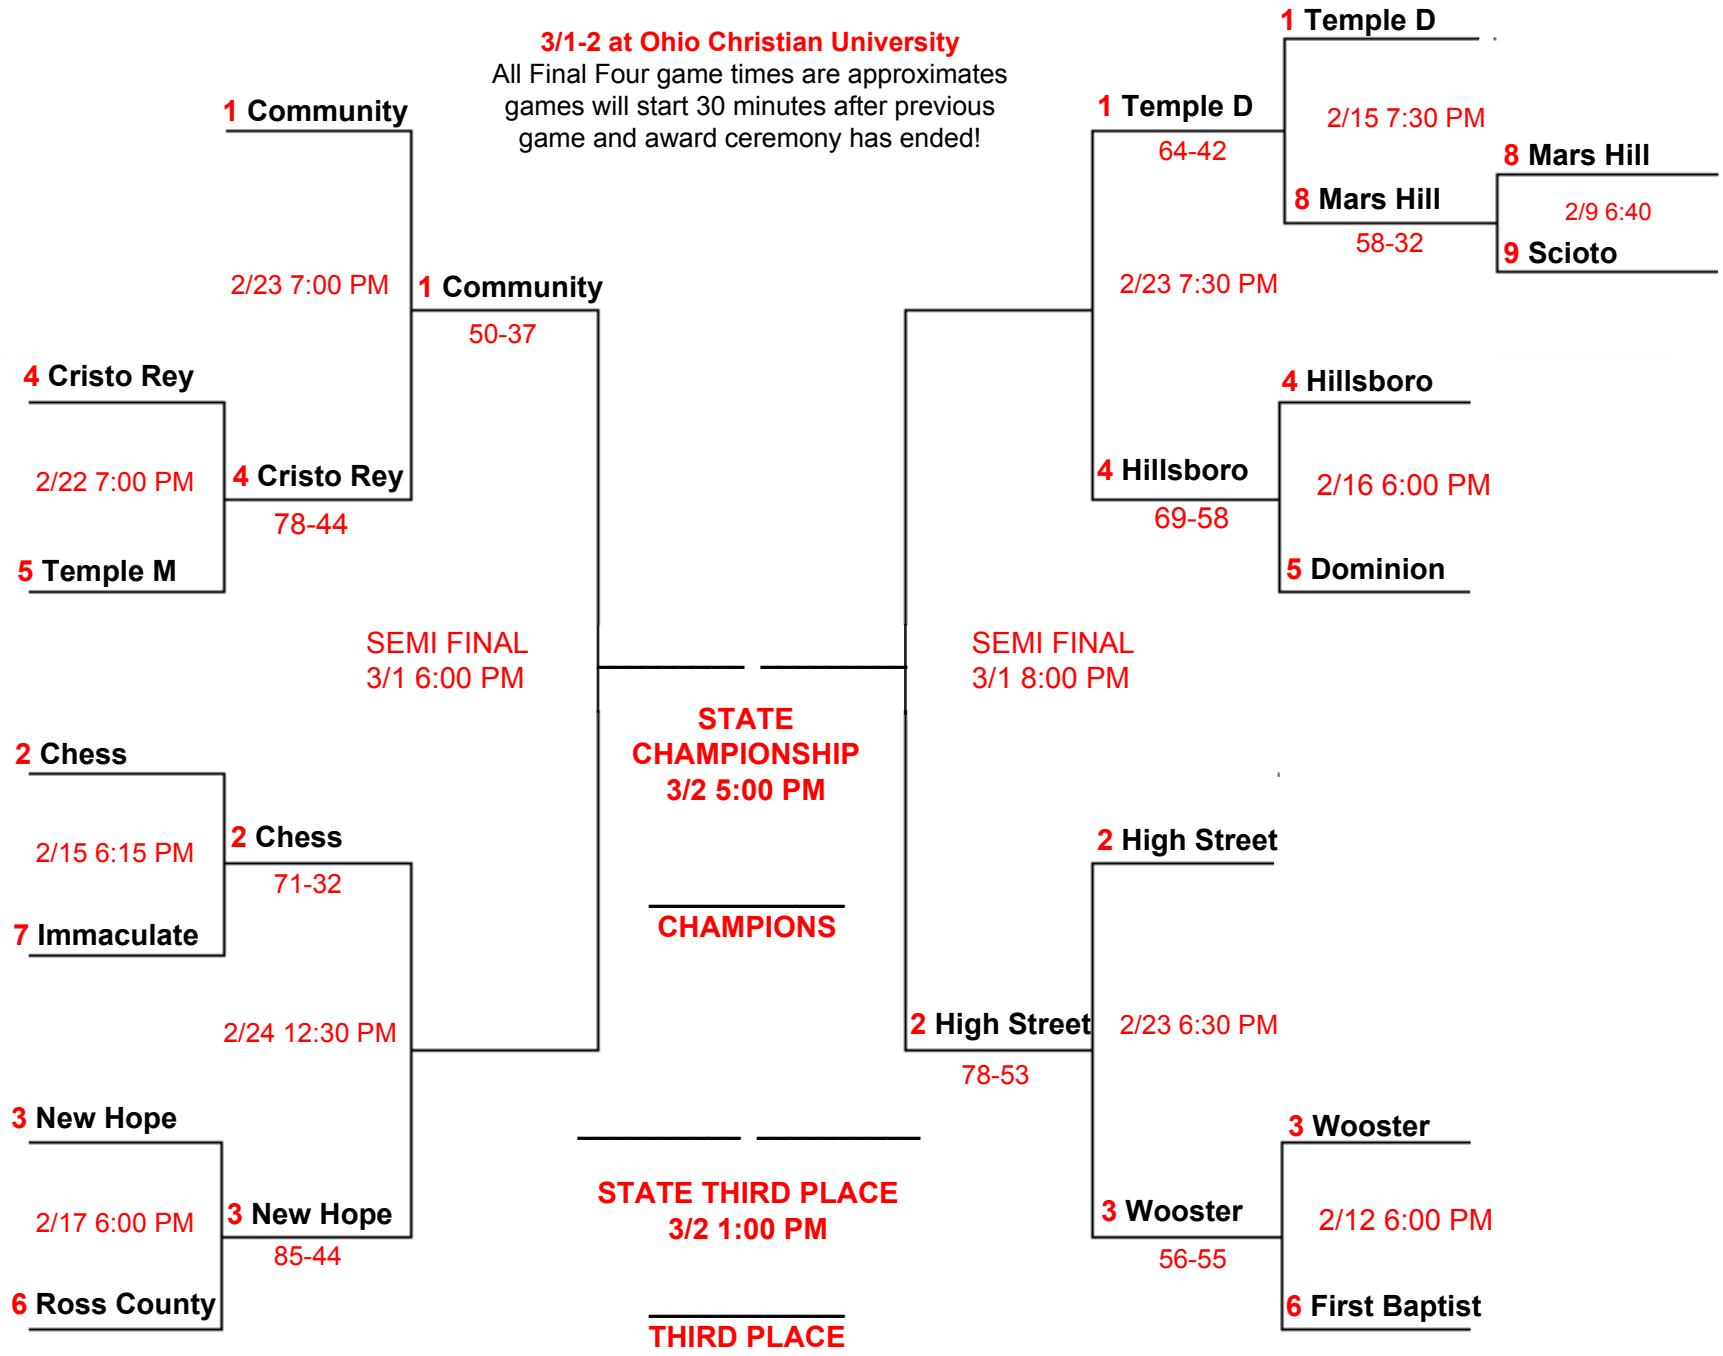 3/1-2 at Ohio Christian University
All Final Four game times are approximates
games will start 30 minutes after previous
game and award ceremony has ended!
1 Community
2/23 7:00 PM
1 Community
50-37
4 Cristo Rey
2/22 7:00 PM
4 Cristo Rey
78-44
5 Temple M
SEMI FINAL
3/1 6:00 PM
2 Chess
2/15 6:15 PM
2 Chess
71-32
7 Immaculate
2/24 12:30 PM
3 New Hope
2/17 6:00 PM
3 New Hope
85-44
6 Ross County
STATE
CHAMPIONSHIP
3/2 5:00 PM
CHAMPIONS
STATE THIRD PLACE
3/2 1:00 PM
THIRD PLACE
1 Temple D
1 Temple D
64-42
2/15 7:30 PM
8 Mars Hill
8 Mars Hill
58-32
2/9 6:40
9 Scioto
2/23 7:30 PM
4 Hillsboro
4 Hillsboro
69-58
2/16 6:00 PM
5 Dominion
SEMI FINAL
3/1 8:00 PM
2 High Street
2 High Street
78-53
2/23 6:30 PM
3 Wooster
3 Wooster
56-55
2/12 6:00 PM
6 First Baptist